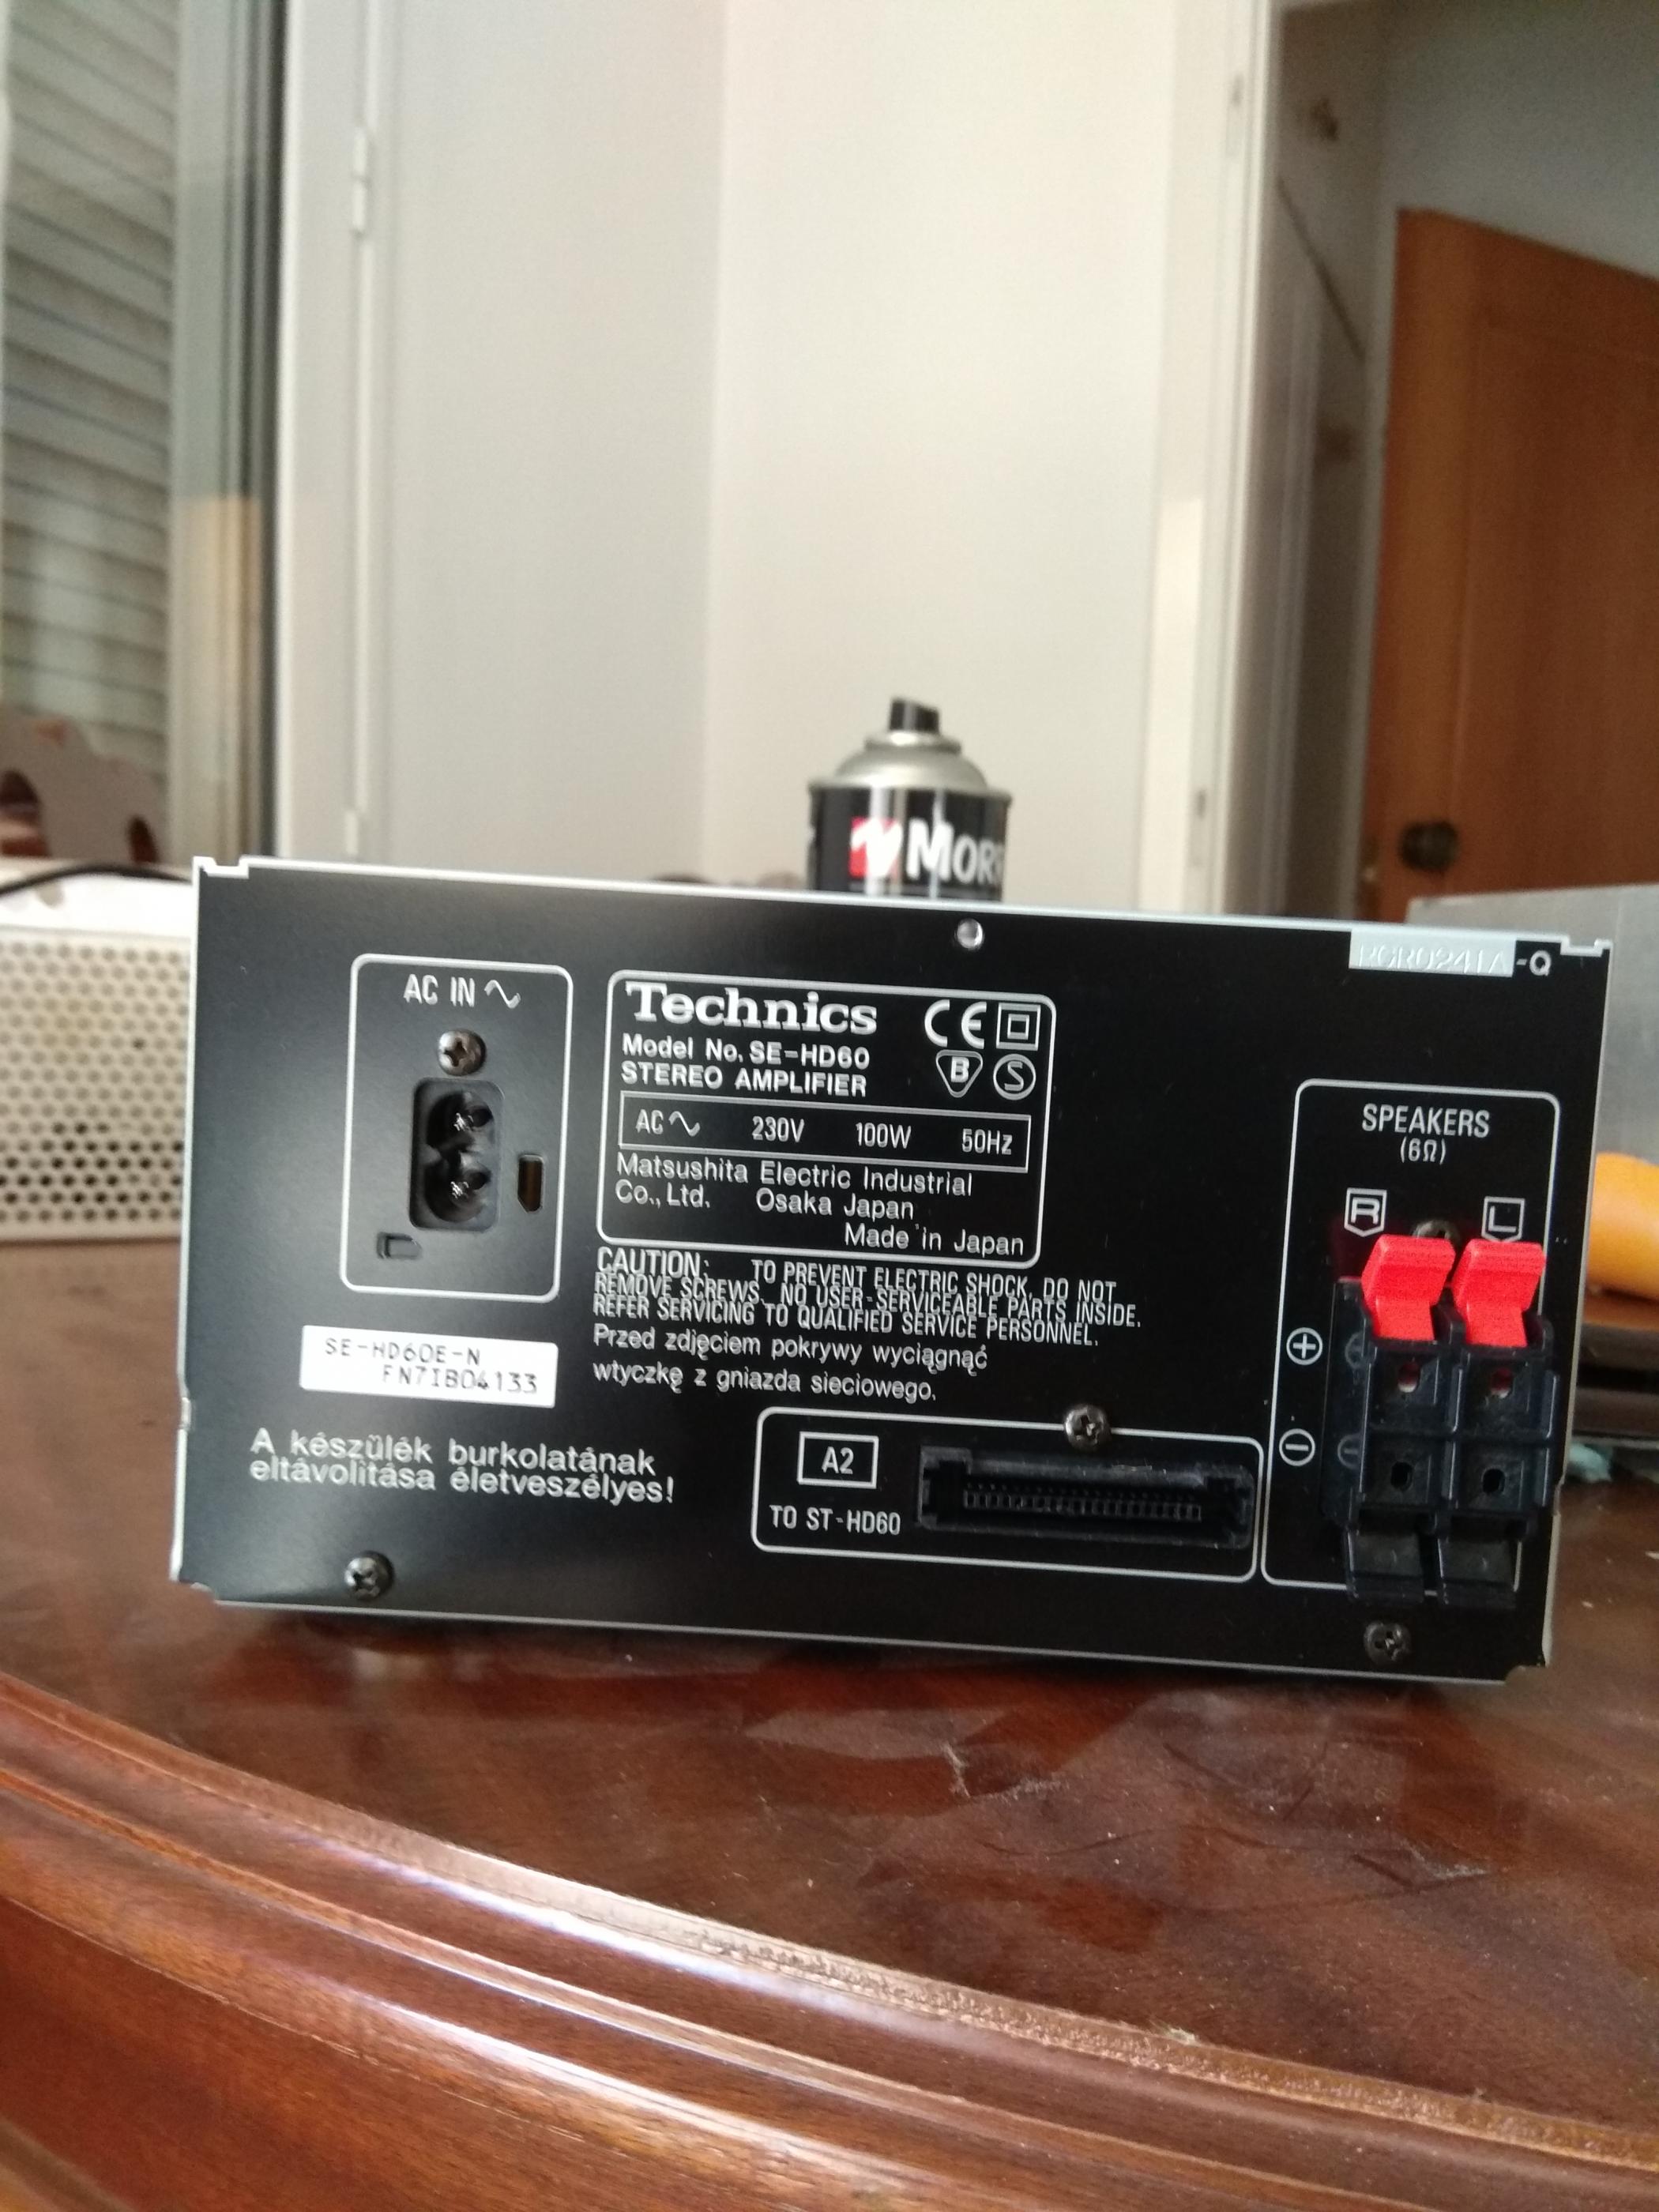 MOR
-Q
AC IN
Technics
CE
Model No. SE-HD60
STEREO AMPLIFIER
B S
AC 230V 100W 50Hz
Matsushita Electric Industrial
Co., Ltd. Osaka Japan
Made in Japan
CAUTION: TO PREVENT ELECTRIC SHOCK, DO NOT
REMOVE SCREWS. NO USER-SERVICEABLE PARTS INSIDE.
REFER SERVICING TO QUALIFIED SERVICE PERSONNEL.
Przed zdjęciem pokrywy wyciągnąć
wtyczkę z gniazda sieciowego.
SE-HD60E-N
FN7IB04133
A készülék burkolatának
eltávolitása életveszélyes!
A2
TO ST-HD60
SPEAKERS
(6Ω)
R L
+
−